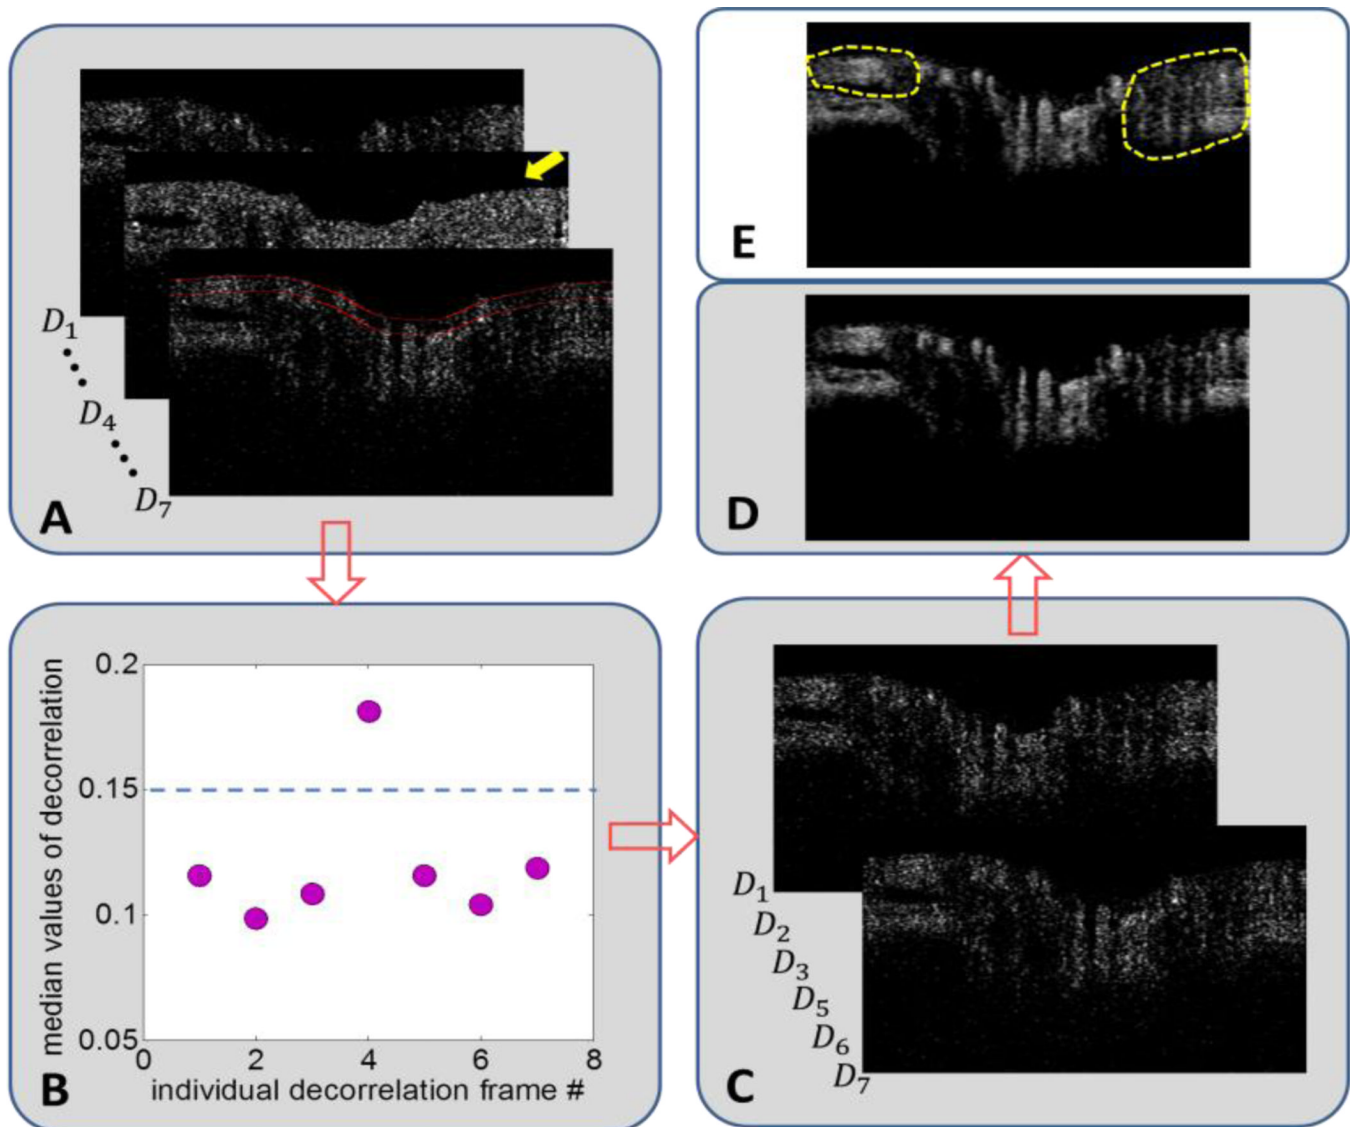 D1
D4
D7
A
E
D
0.2
0.15
0.1
0.05
0 2 4 6 8
median values of decorrelation
individual decorrelation frame #
B
D1
D2
D3
D5
D6
D7
C